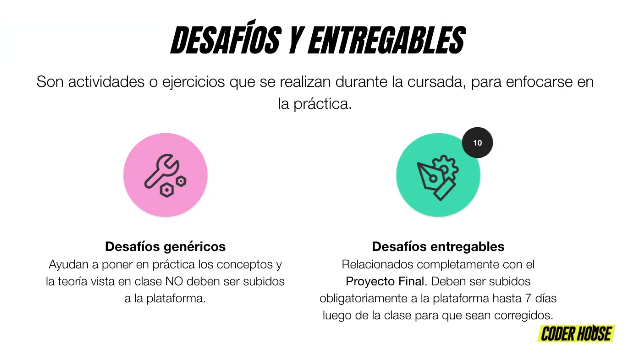 DESAFÍOS Y ENTREGABLES
Son actividades o ejercicios que se realizan durante la cursada, para enfocarse en
la práctica.
10
Desafíos genéricos
Ayudan a poner en práctica los conceptos y
la teoría vista en clase NO deben ser subidos
a la plataforma.
Desafíos entregables
Relacionados completamente con el
Proyecto Final. Deben ser subidos
obligatoriamente a la plataforma hasta 7 días
luego de la clase para que sean corregidos.
CODER HOUSE